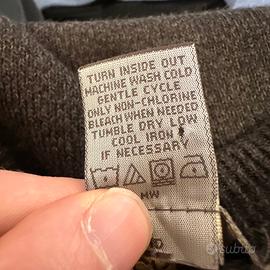 TURN INSIDE OUT
MACHINE WASH COLD
GENTLE CYCLE
ONLY NON-CHLORINE
BLEACH WHEN NEEDED
TUMBLE DRY LOW
COOL IRON
IF NECESSARY
MW
subito